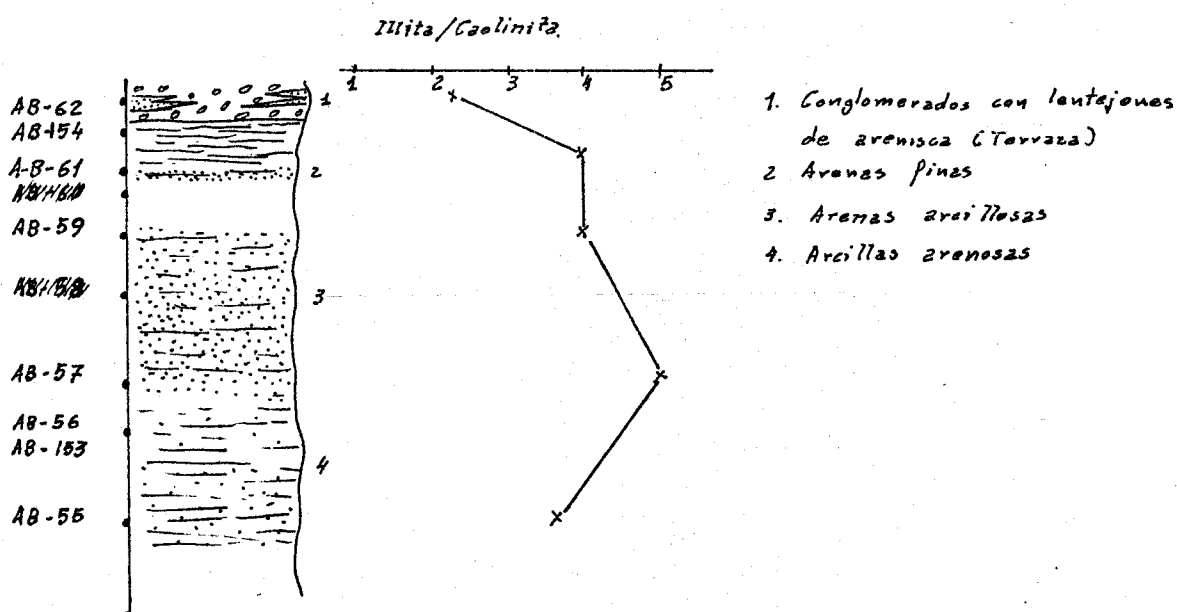 Illita/Caolinita.
1 2 3 4 5
AB-62
AB-154
A-B-61
AB-59
AB-57
AB-56
AB-153
AB-55
1
2
3
4
1. Conglomerados con lentejones
de arenisca (Terraza)
2 Arenas finas
3. Arenas arcillosas
4. Arcillas arenosas